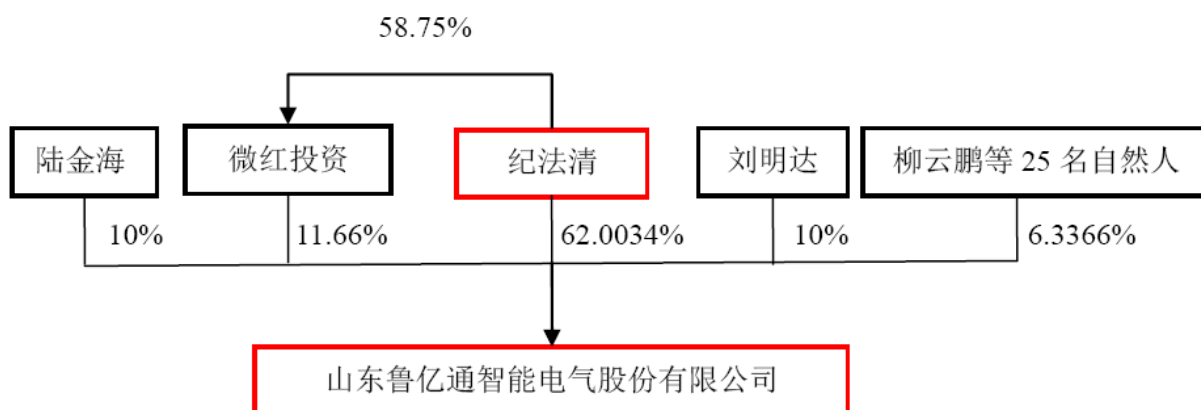 58.75%
陆金海
微红投资
纪法清
刘明达
柳云鹏等 25 名自然人
10%
11.66%
62.0034%
10%
6.3366%
山东鲁亿通智能电气股份有限公司